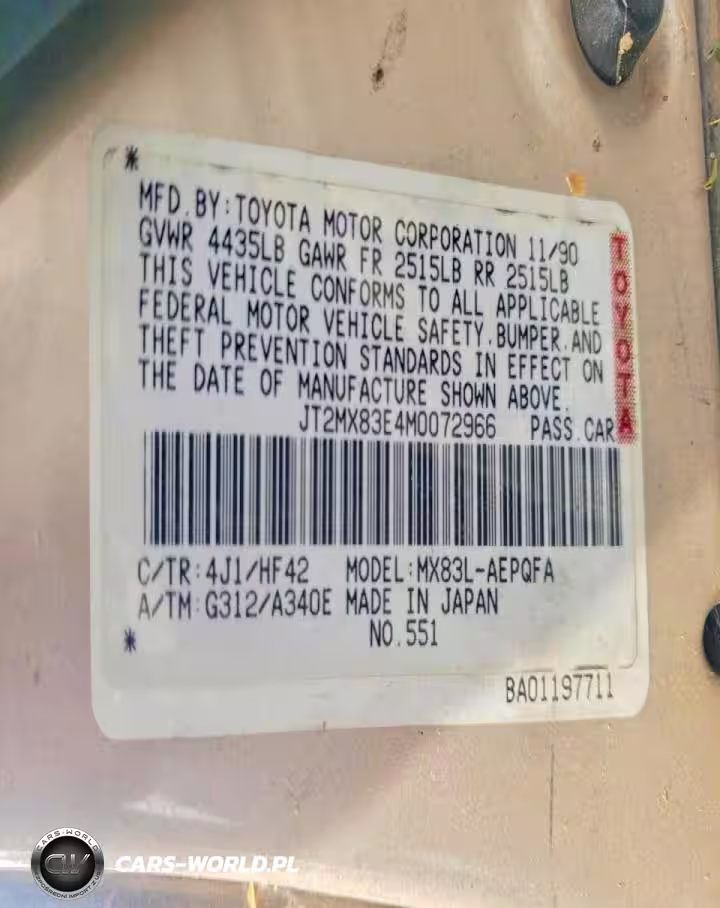 *
MFD.BY:TOYOTA MOTOR CORPORATION 11/90
GVWR 4435LB GAWR FR 2515LB RR 2515LB
THIS VEHICLE CONFORMS TO ALL APPLICABLE
FEDERAL MOTOR VEHICLE SAFETY.BUMPER.AND
THEFT PREVENTION STANDARDS IN EFFECT ON
THE DATE OF MANUFACTURE SHOWN ABOVE.
JT2MX83E4M0072966 PASS.CAR
TOYOTA
C/TR:4J1/HF42 MODEL:MX83L-AEPQFA
A/TM:G312/A340E MADE IN JAPAN
* NO.551
BA01197711
CARS-WORLD
CW
CARS-WORLD.PL